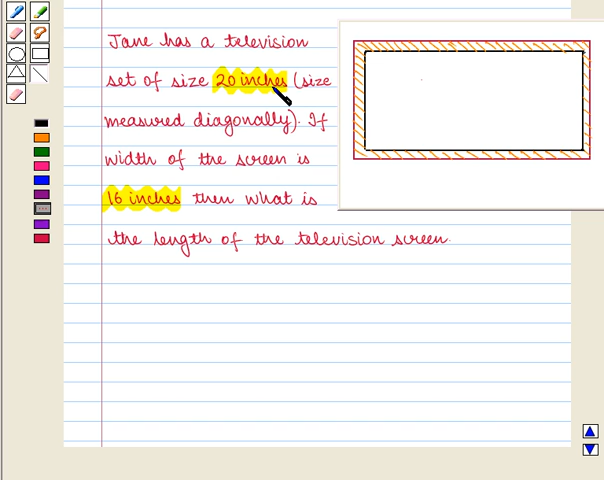 Jane has a television
set of size 20 inches (size
measured diagonally). If
width of the screen is
16 inches then what is
the length of the television screen.